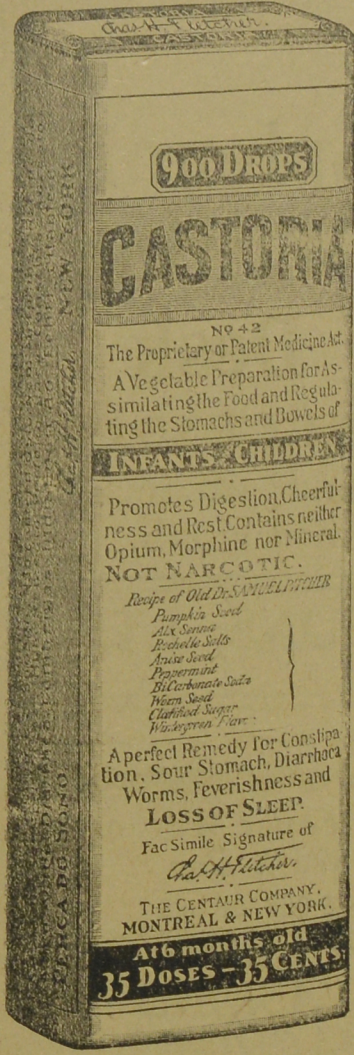 Chas. H. Fletcher.
CASTORIA
900 DROPS
CASTORIA
Nº 42
The Proprietary or Patent Medicine Act.
A Vegetable Preparation for As-
similating the Food and Regula-
ting the Stomachs and Bowels of
INFANTS & CHILDREN
Promotes Digestion, Cheerful-
ness and Rest. Contains neither
Opium, Morphine nor Mineral.
NOT NARCOTIC.
Recipe of Old Dr. SAMUEL PITCHER
Pumpkin Seed
Alx. Senna
Rochelle Salts
Anise Seed
Peppermint
Bi Carbonate Soda
Worm Seed
Clarified Sugar
Wintergreen Flavor
A perfect Remedy for Constipa
tion, Sour Stomach, Diarrhoea
Worms, Feverishness and
LOSS OF SLEEP.
Fac Simile Signature of
Chas. H. Fletcher.
THE CENTAUR COMPANY,
MONTREAL & NEW YORK.
At 6 months old
35 DOSES – 35 CENTS
Chas. H. Fletcher
NEW YORK